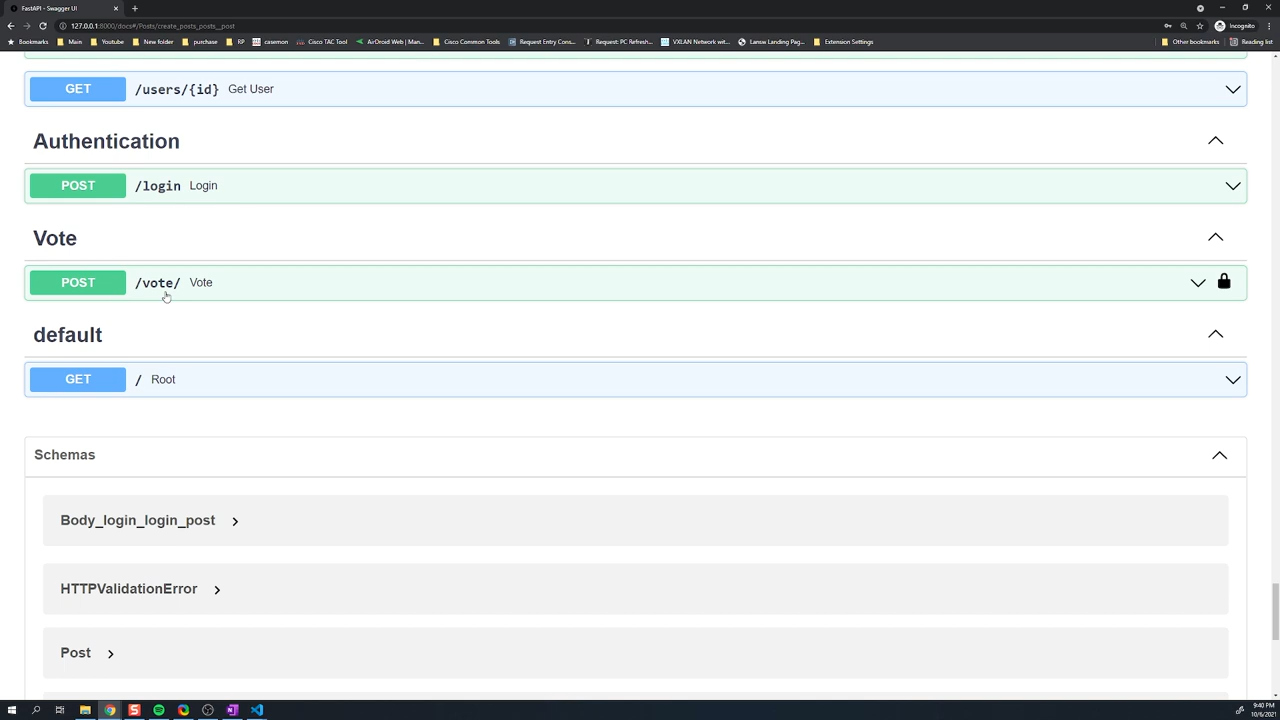 FastAPI - Swagger UI
127.0.0.1:8000/docs#/Posts/create_posts_posts__post
Incognito
Bookmarks Main Youtube New folder purchase RP casemon Cisco TAC Tool AirDroid Web | Man... Cisco Common Tools Request Entry Cons... Request: PC Refresh... VXLAN Network wit... Lansw Landing Pag... Extension Settings Other bookmarks Reading list
GET /users/{id} Get User
Authentication
POST /login Login
Vote
POST /vote/ Vote
default
GET / Root
Schemas
Body_login_login_post
HTTPValidationError
Post
9:40 PM
10/6/2021